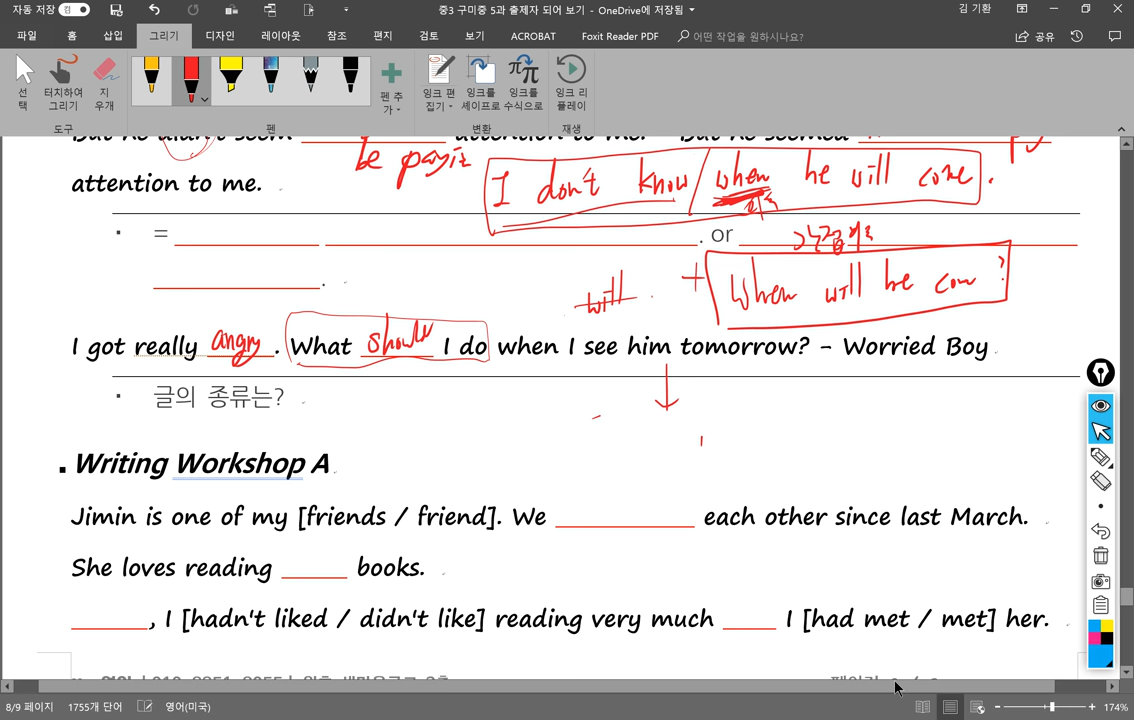 자동 저장 컴 중3 구미중 5과 출제자 되어 보기 - OneDrive에 저장됨 김 기환
파일 홈 삽입 그리기 디자인 레이아웃 참조 편지 검토 보기 ACROBAT Foxit Reader PDF 어떤 작업을 원하시나요? 공유
선택 터치하여 그리기 지우개 펜 추가 잉크 편집기 잉크를 셰이프로 잉크를 수식으로 잉크 리플레이
도구 펜 변환 재생
But he didn't seem attention to me. But he seemed
be
I don't know when he will come.
attention to me.
= . or
will + When will he come?
.
I got really angry. What should I do when I see him tomorrow? - Worried Boy
글의 종류는?
. Writing Workshop A
Jimin is one of my [friends / friend]. We each other since last March.
She loves reading books.
, I [hadn't liked / didn't like] reading very much I [had met / met] her.
8/9 페이지 1755개 단어 영어(미국) 174%